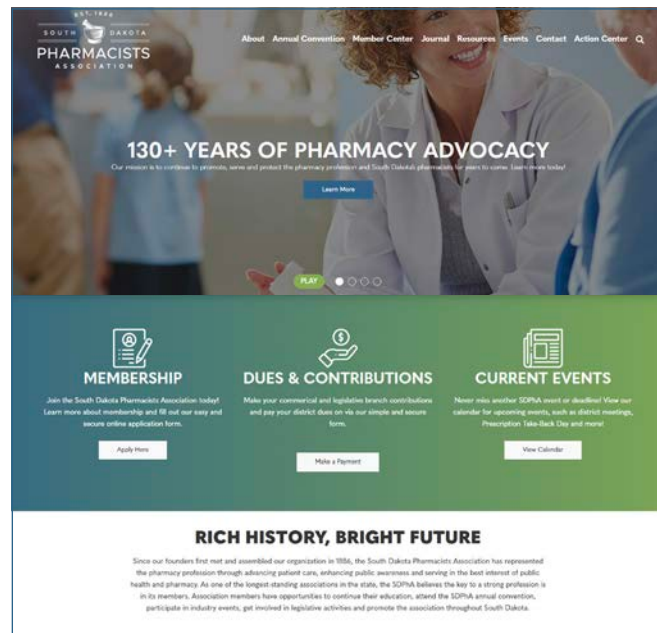 EST. 1886
SOUTH DAKOTA
PHARMACISTS
ASSOCIATION
About Annual Convention Member Center Journal Resources Events Contact Action Center
130+ YEARS OF PHARMACY ADVOCACY
Our mission is to continue to promote, serve and protect the pharmacy profession and South Dakota's pharmacists for years to come. Learn more today!
Learn More
PLAY
MEMBERSHIP
Join the South Dakota Pharmacists Association today!
Learn more about membership and fill out our easy and
secure online application form.
Apply Here
DUES & CONTRIBUTIONS
Make your commerical and legislative branch contributions
and pay your district dues on via our simple and secure
form.
Make a Payment
CURRENT EVENTS
Never miss another SDPhA event or deadline! View our
calendar for upcoming events, such as district meetings,
Prescription Take-Back Day and more!
View Calendar
RICH HISTORY, BRIGHT FUTURE
Since our founders first met and assembled our organization in 1886, the South Dakota Pharmacists Association has represented
the pharmacy profession through advancing patient care, enhancing public awareness and serving in the best interest of public
health and pharmacy. As one of the longest-standing associations in the state, the SDPhA believes the key to a strong profession is
in its members. Association members have opportunities to continue their education, attend the SDPhA annual convention,
participate in industry events, get involved in legislative activities and promote the association throughout South Dakota.